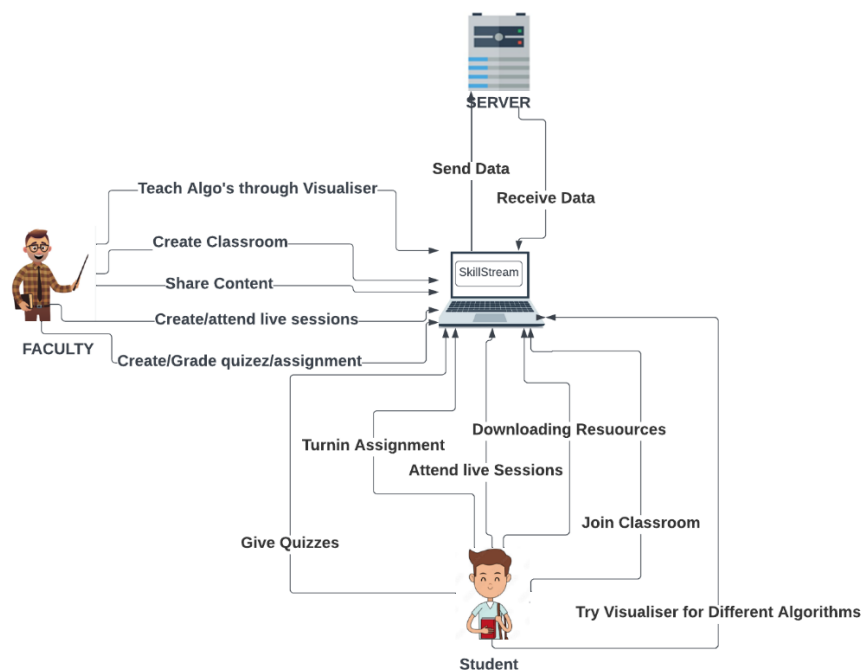 SERVER
Send Data
Receive Data
Teach Algo's through Visualiser
Create Classroom
SkillStream
Share Content
Create/attend live sessions
FACULTY
Create/Grade quizez/assignment
Downloading Resuources
Turnin Assignment
Attend live Sessions
Join Classroom
Give Quizzes
Try Visualiser for Different Algorithms
Student